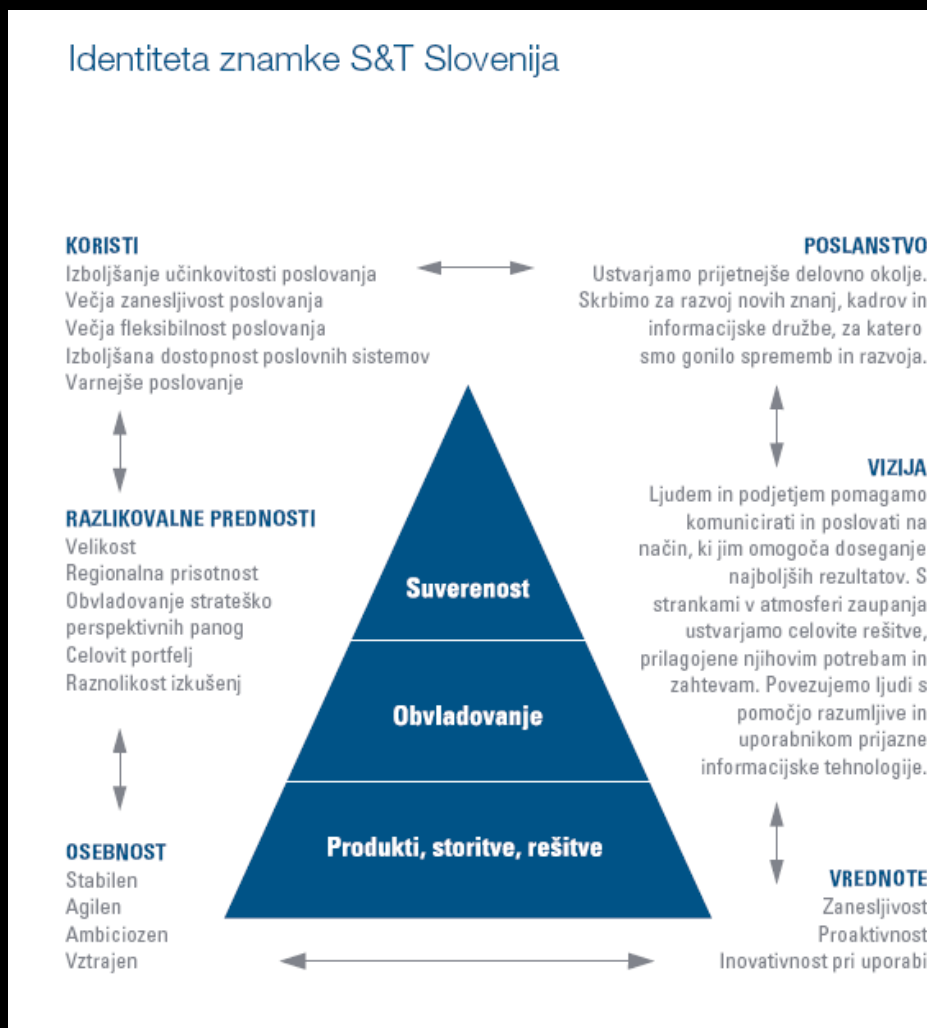 Identiteta znamke S&T Slovenija
KORISTI
Izboljšanje učinkovitosti poslovanja
Večja zanesljivost poslovanja
Večja fleksibilnost poslovanja
Izboljšana dostopnost poslovnih sistemov
Varnejše poslovanje
POSLANSTVO
Ustvarjamo prijetnejše delovno okolje.
Skrbimo za razvoj novih znanj, kadrov in
informacijske družbe, za katero
smo gonilo sprememb in razvoja.
RAZLIKOVALNE PREDNOSTI
Velikost
Regionalna prisotnost
Obvladovanje strateško
perspektivnih panog
Celovit portfelj
Raznolikost izkušenj
Suverenost
Obvladovanje
Produkti, storitve, rešitve
VIZIJA
Ljudem in podjetjem pomagamo
komunicirati in poslovati na
način, ki jim omogoča doseganje
najboljših rezultatov. S
strankami v atmosferi zaupanja
ustvarjamo celovite rešitve,
prilagojene njihovim potrebam in
zahtevam. Povezujemo ljudi s
pomočjo razumljive in
uporabnikom prijazne
informacijske tehnologije.
OSEBNOST
Stabilen
Agilen
Ambiciozen
Vztrajen
VREDNOTE
Zanesljivost
Proaktivnost
Inovativnost pri uporabi